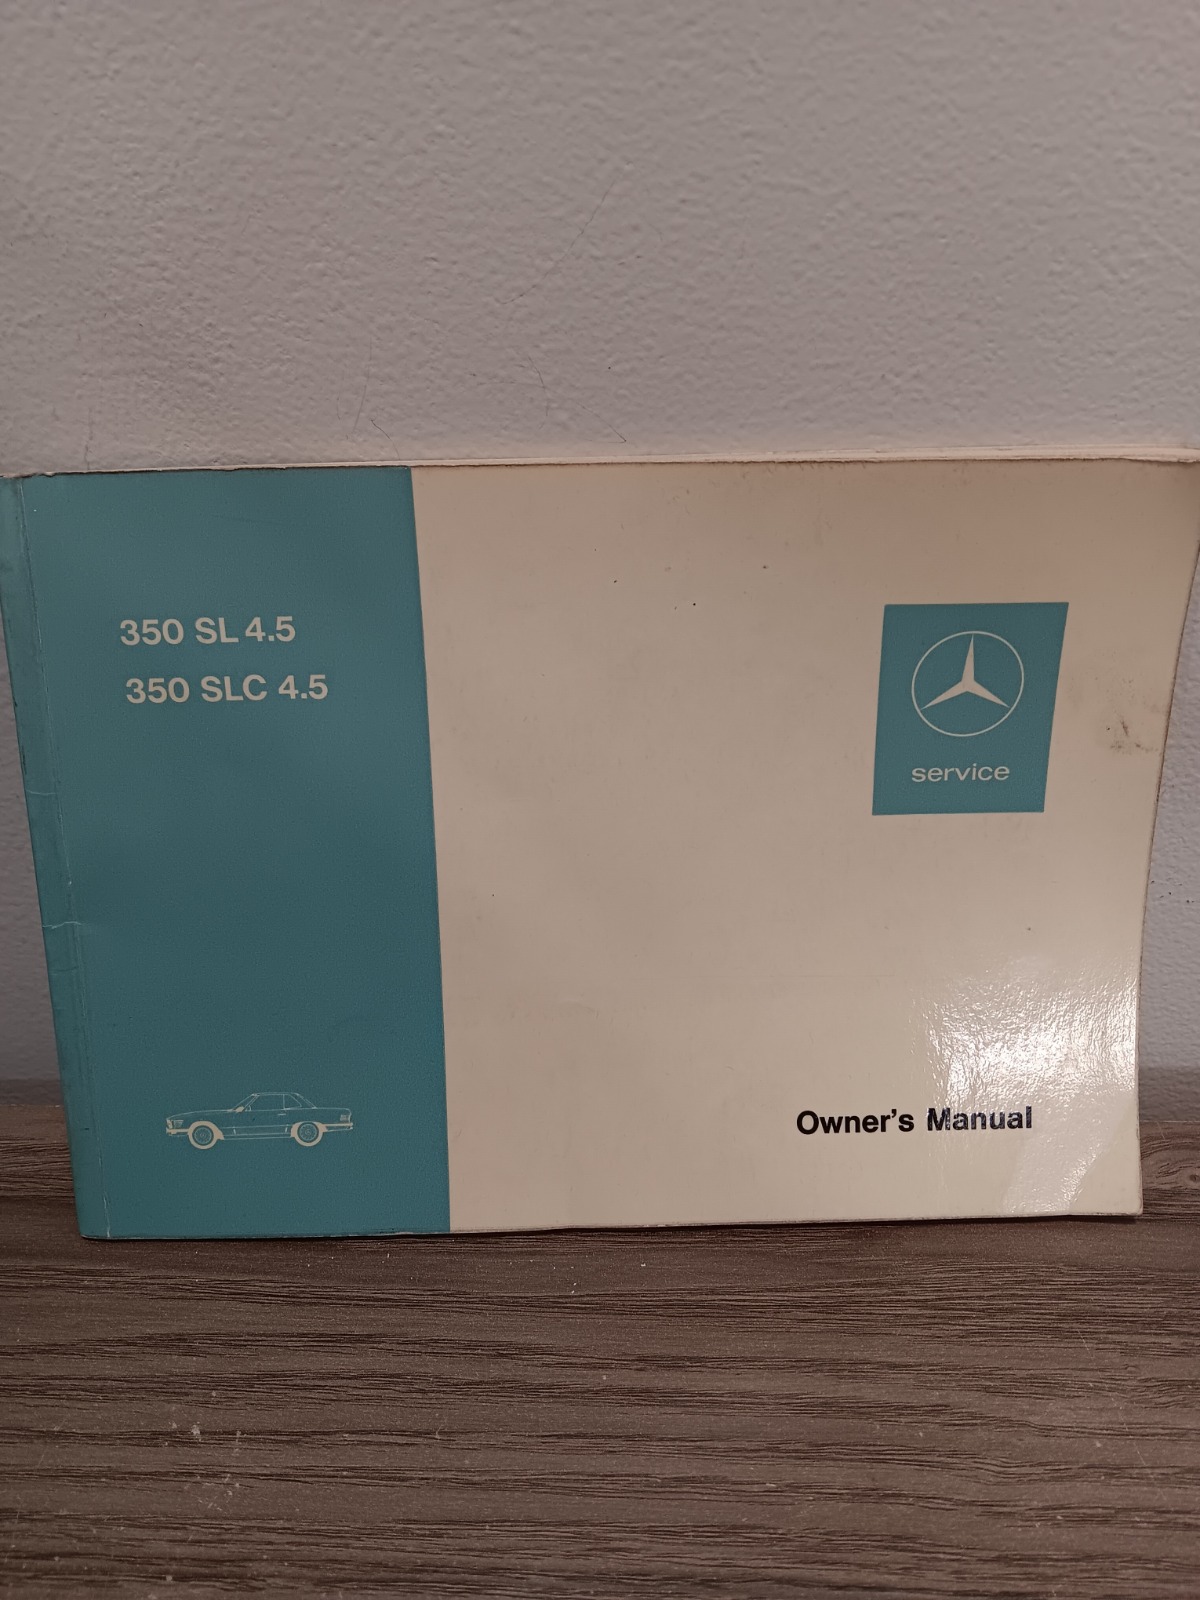 350 SL 4.5
350 SLC 4.5
service
Owner's Manual